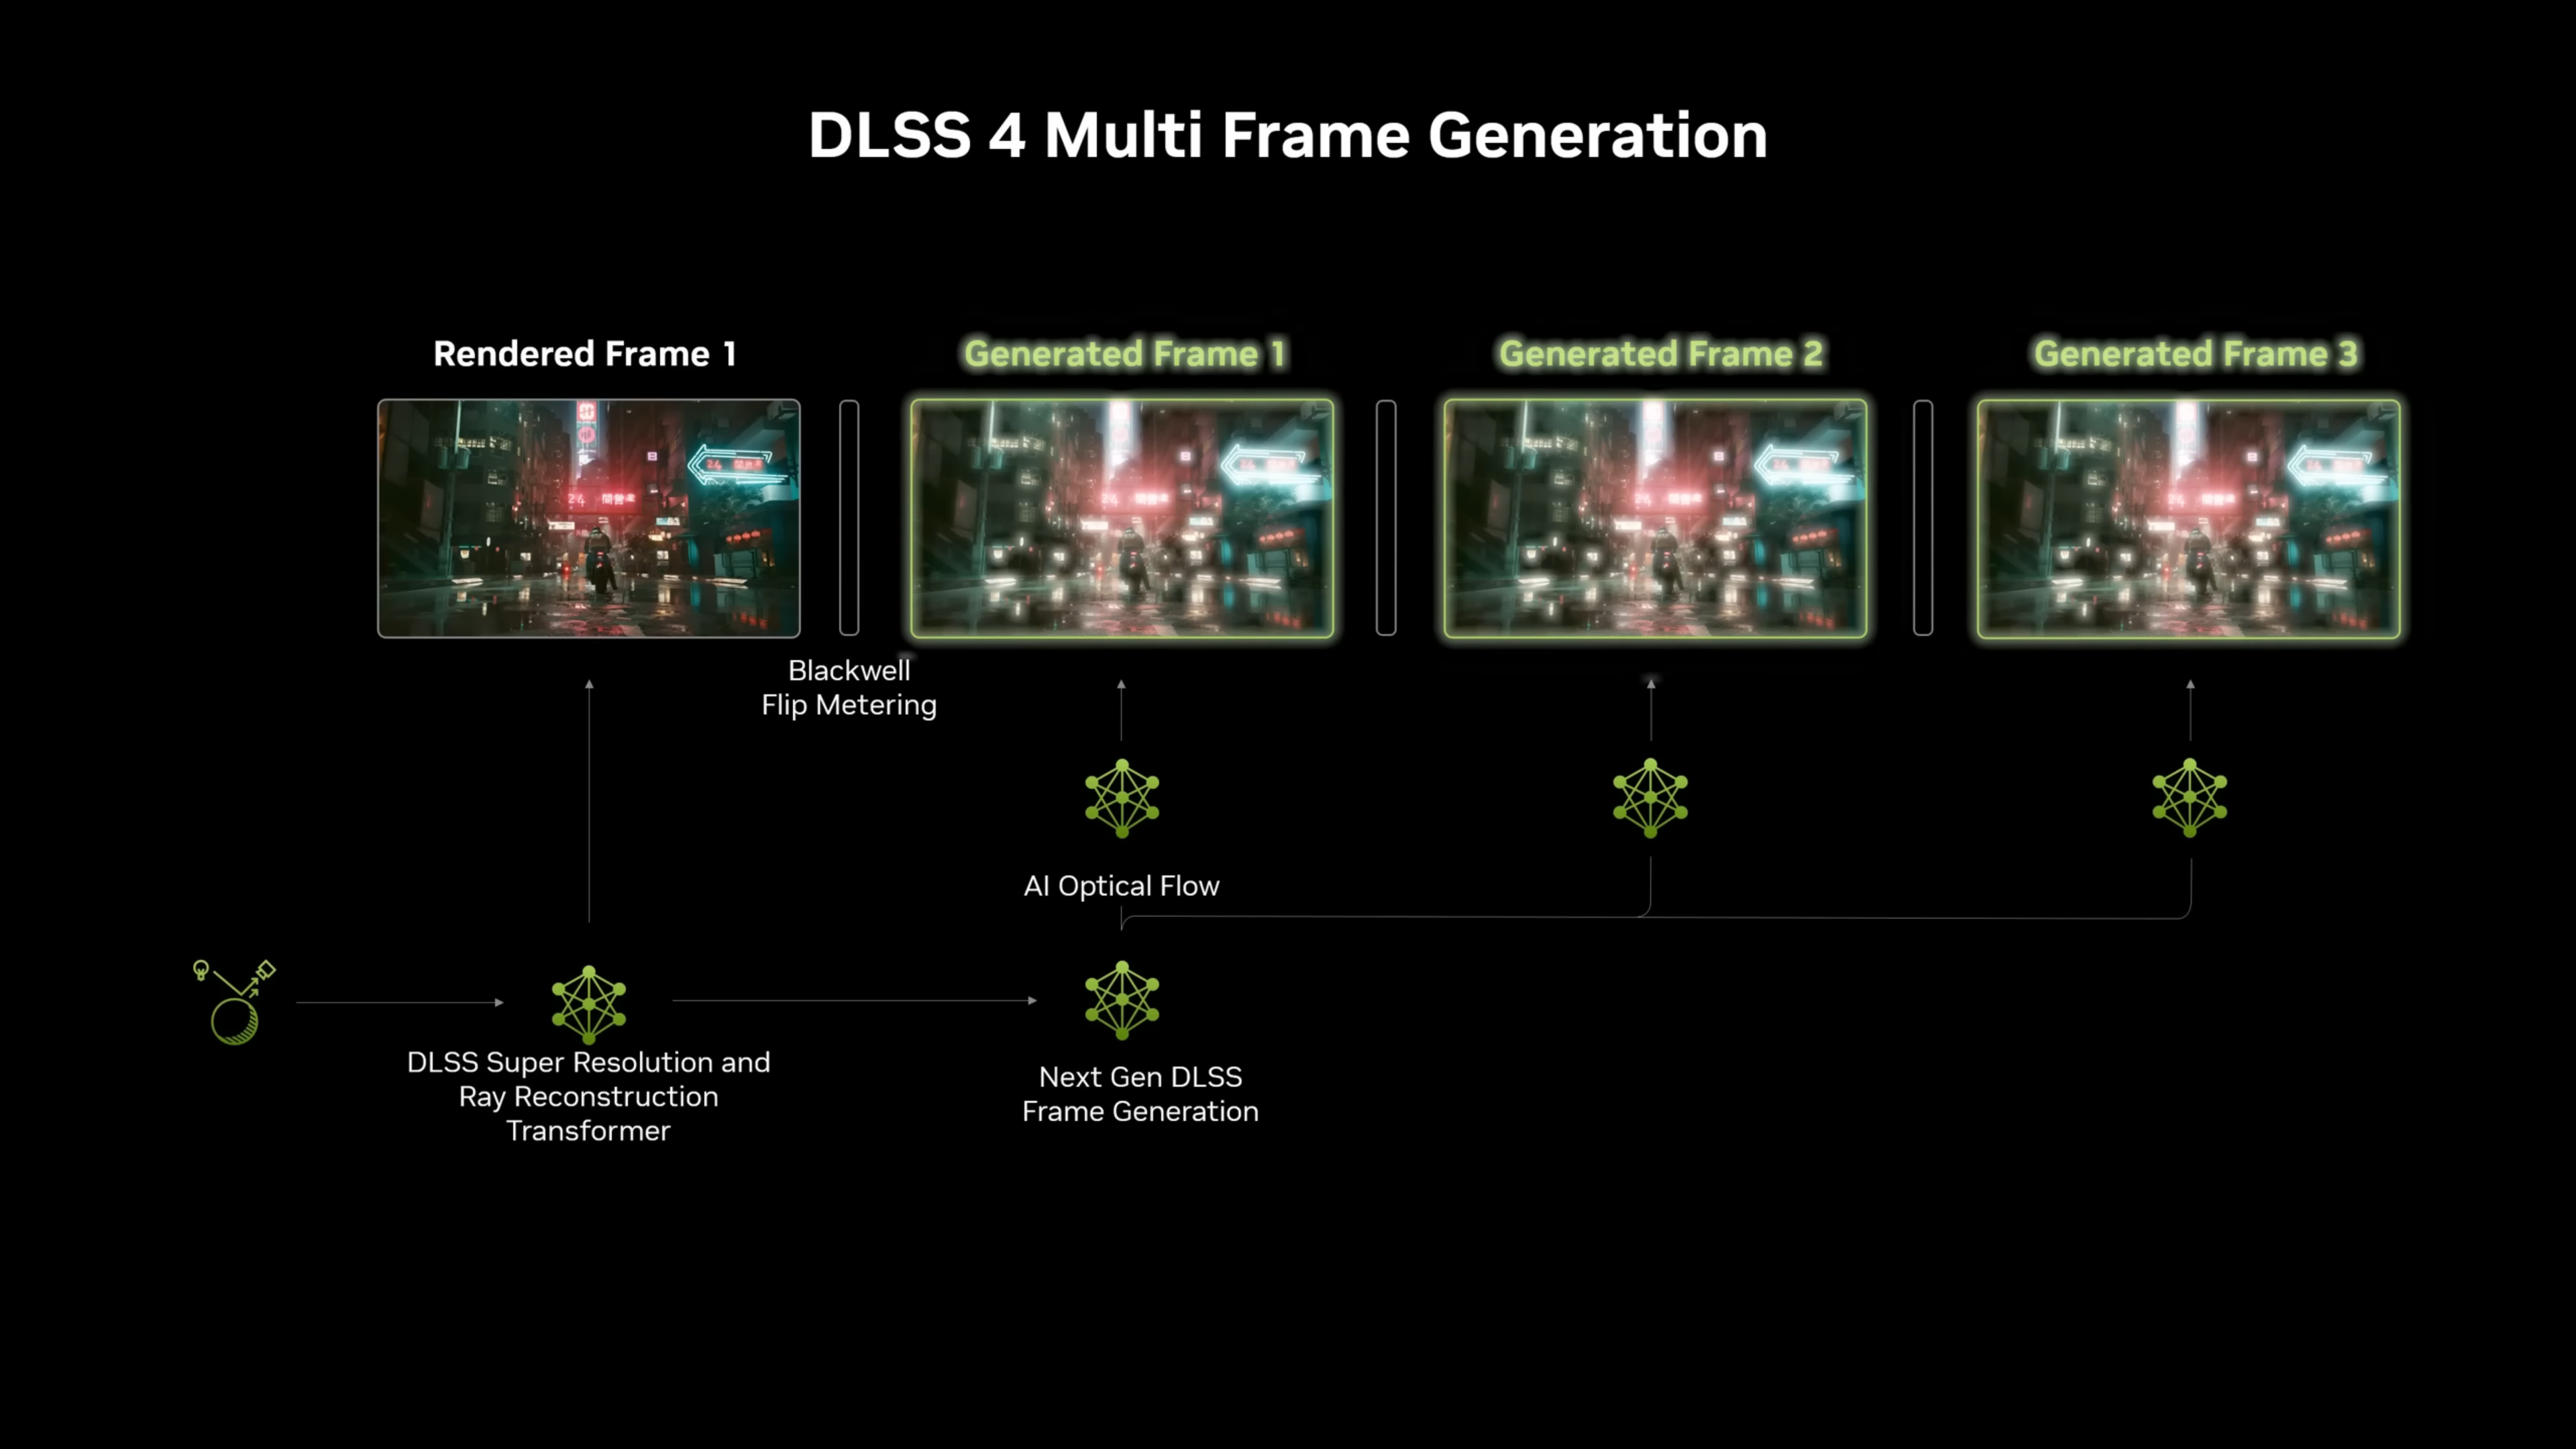 DLSS 4 Multi Frame Generation
Rendered Frame 1
Generated Frame 1
Generated Frame 2
Generated Frame 3
24
Blackwell
Flip Metering
AI Optical Flow
DLSS Super Resolution and
Ray Reconstruction
Transformer
Next Gen DLSS
Frame Generation